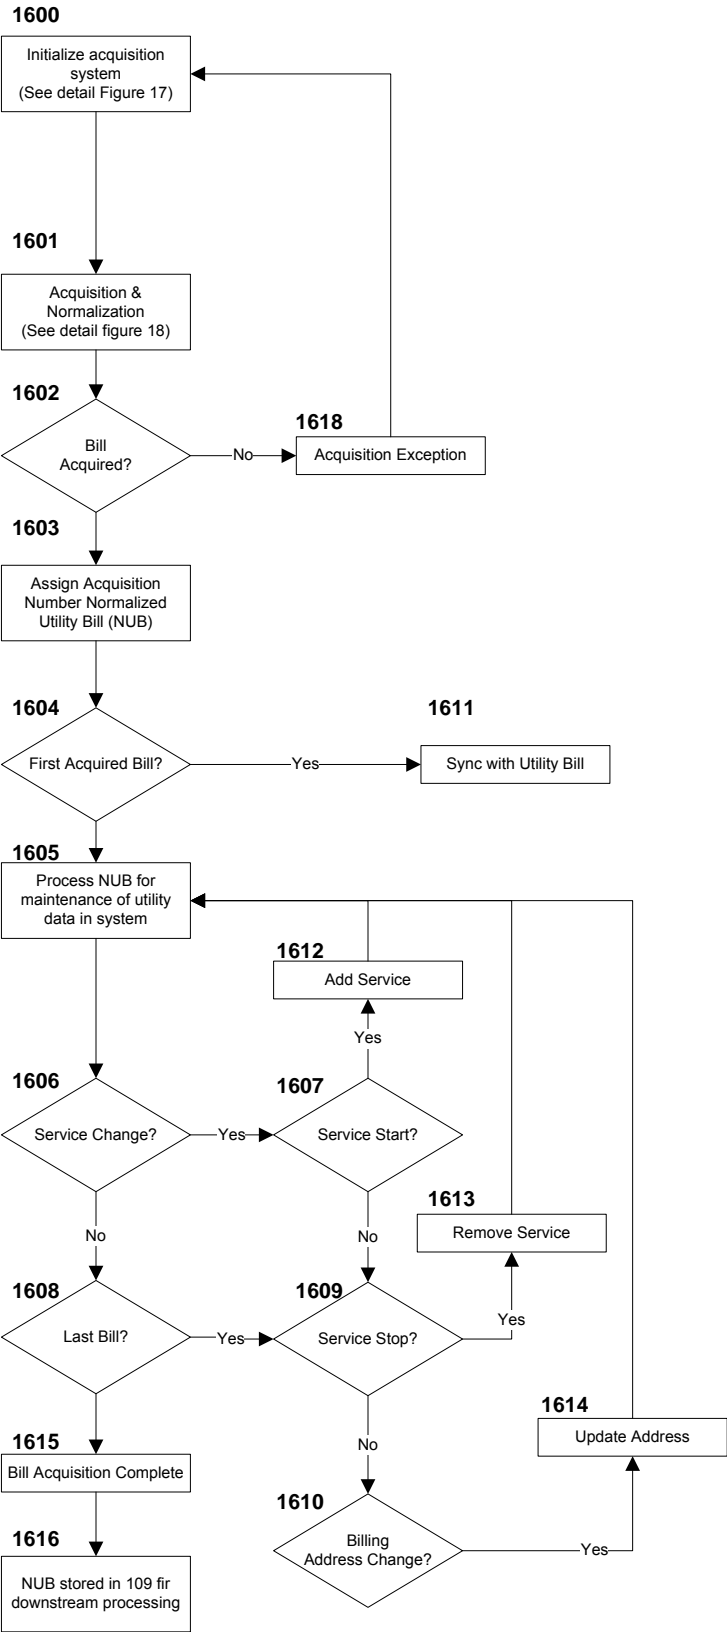 1600
Initialize acquisition
system
(See detail Figure 17)
1601
Acquisition &
Normalization
(See detail figure 18)
1602
Bill
Acquired?
No
1618
Acquisition Exception
1603
Assign Acquisition
Number Normalized
Utility Bill (NUB)
1604
First Acquired Bill?
Yes
1611
Sync with Utility Bill
1605
Process NUB for
maintenance of utility
data in system
1612
Add Service
Yes
1606
Service Change?
Yes
1607
Service Start?
1613
Remove Service
No
No
1608
Last Bill?
Yes
1609
Service Stop?
Yes
1614
Update Address
No
1615
Bill Acquisition Complete
1610
Billing
Address Change?
Yes
1616
NUB stored in 109 fir
downstream processing